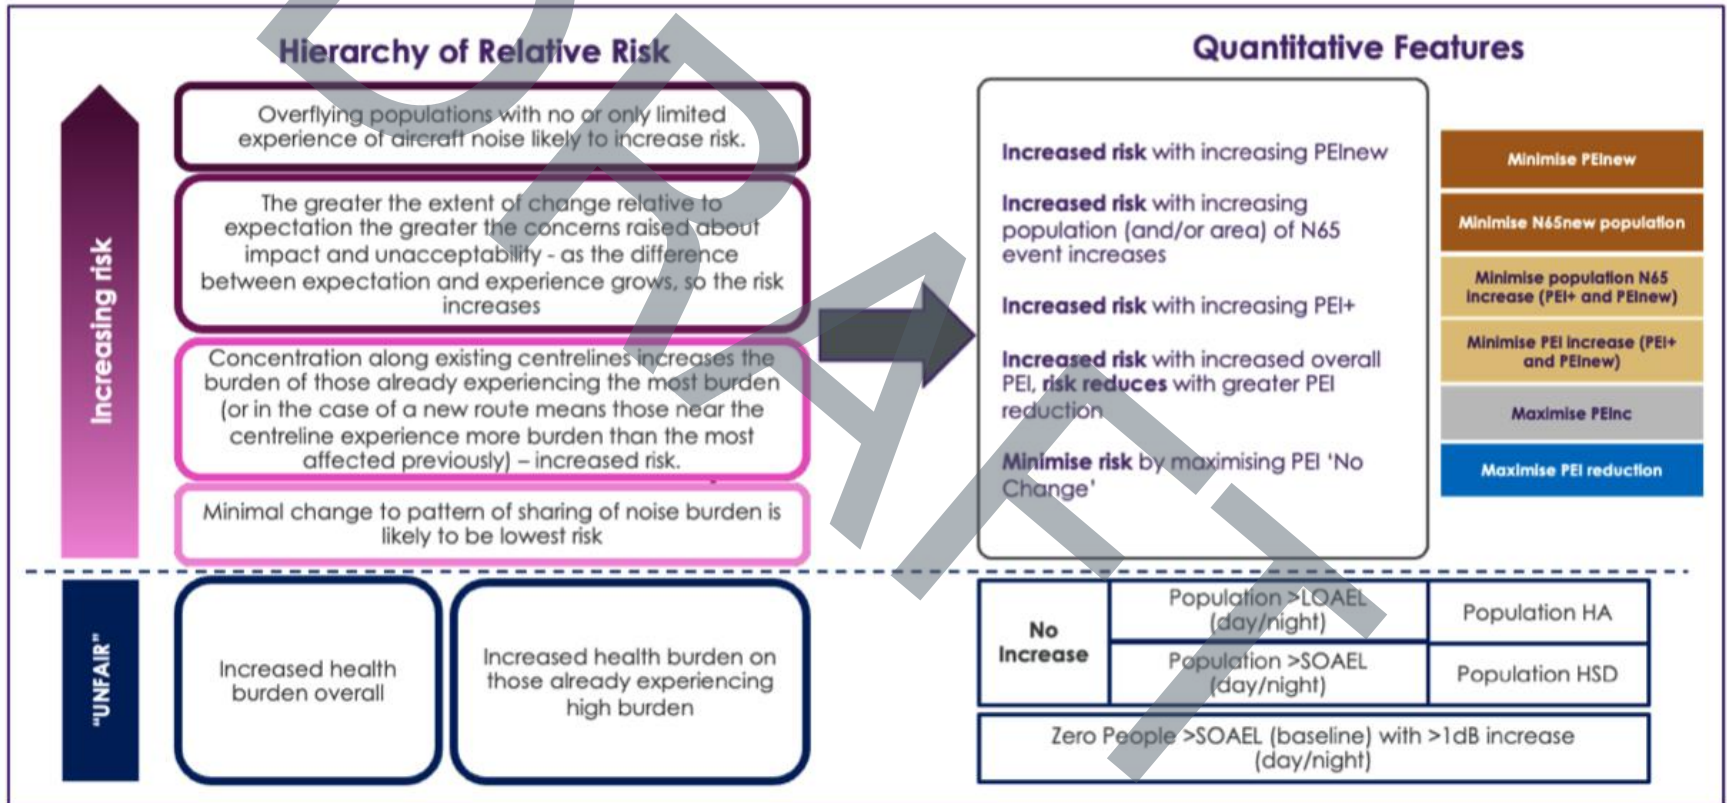 Hierarchy of Relative Risk
Increasing risk
Overflying populations with no or only limited
experience of aircraft noise likely to increase risk.
The greater the extent of change relative to
expectation the greater the concerns raised about
impact and unacceptability - as the difference
between expectation and experience grows, so the risk
increases
Concentration along existing centrelines increases the
burden of those already experiencing the most burden
(or in the case of a new route means those near the
centreline experience more burden than the most
affected previously) – increased risk.
Minimal change to pattern of sharing of noise burden is
likely to be lowest risk
Quantitative Features
Increased risk with increasing PEInew
Increased risk with increasing
population (and/or area) of N65
event increases
Increased risk with increasing PEI+
Increased risk with increased overall
PEI, risk reduces with greater PEI
reduction
Minimise risk by maximising PEI 'No
Change'
Minimise PEInew
Minimise N65new population
Minimise population N65
increase (PEI+ and PEInew)
Minimise PEI increase (PEI+
and PEInew)
Maximise PEInc
Maximise PEI reduction
"UNFAIR"
Increased health
burden overall
Increased health burden on
those already experiencing
high burden
No
Increase
Population >LOAEL
(day/night)
Population HA
Population >SOAEL
(day/night)
Population HSD
Zero People >SOAEL (baseline) with >1dB increase
(day/night)
DRAFT